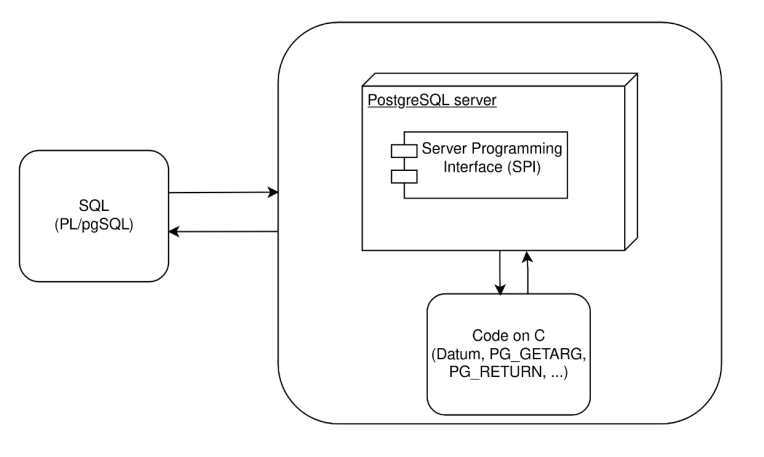 PostgreSQL server
Server Programming
Interface (SPI)
SQL
(PL/pgSQL)
Code on C
(Datum, PG_GETARG,
PG_RETURN, ...)